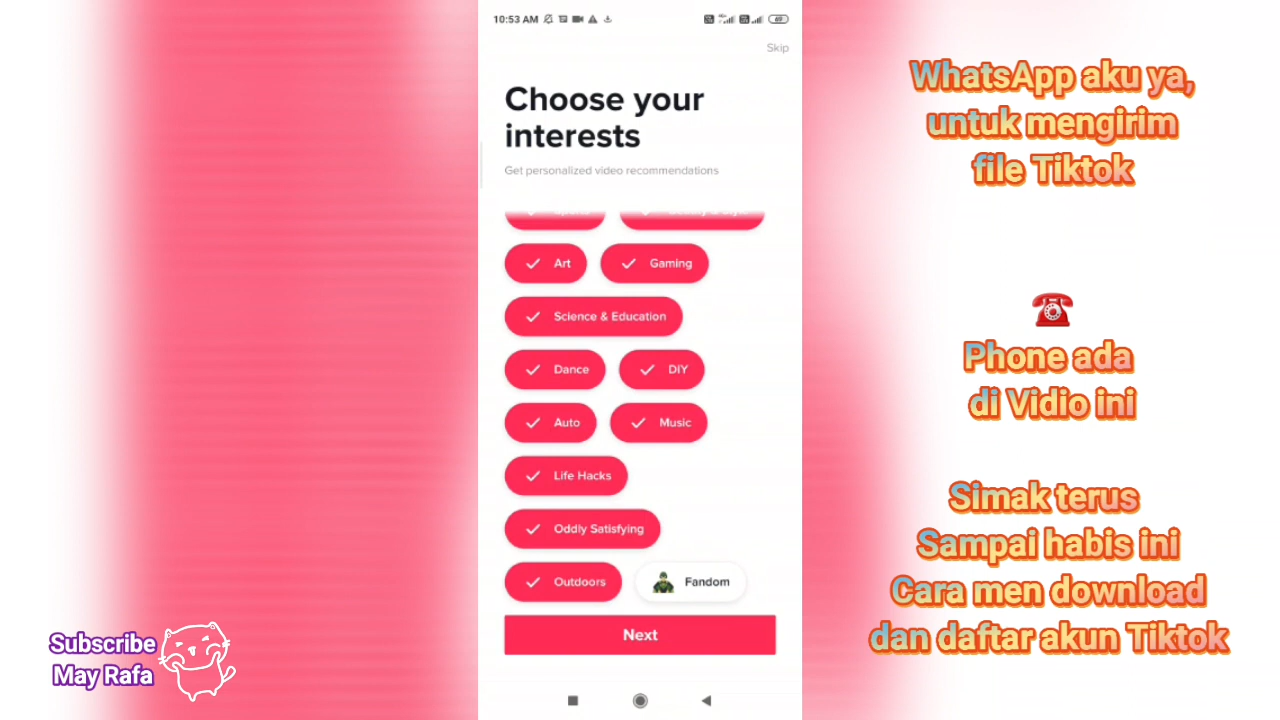 10:53 AM
69
Skip
Choose your
interests
Get personalized video recommendations
Art
Gaming
Science & Education
Dance
DIY
Auto
Music
Life Hacks
Oddly Satisfying
Outdoors
Fandom
Next
WhatsApp aku ya,
untuk mengirim
file Tiktok
Phone ada
di Vidio ini
Simak terus
Sampai habis ini
Cara men download
dan daftar akun Tiktok
Subscribe
May Rafa